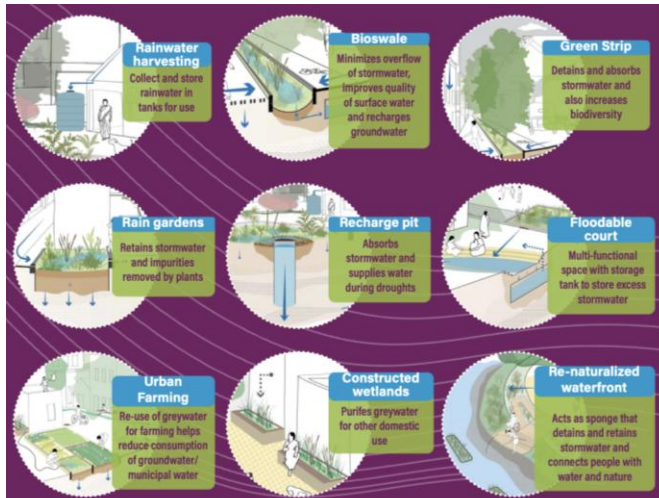 Rainwater
harvesting
Collect and store
rainwater in
tanks for use
Bioswale
Minimizes overflow
of stormwater,
improves quality
of surface water
and recharges
groundwater
Green Strip
Detains and absorbs
stormwater and
also increases
biodiversity
Rain gardens
Retains stormwater
and impurities
removed by plants
Recharge pit
Absorbs
stormwater and
supplies water
during droughts
Floodable
court
Multi-functional
space with storage
tank to store excess
stormwater
Urban
Farming
Re-use of greywater
for farming helps
reduce consumption
of groundwater/
municipal water
Constructed
wetlands
Purifes greywater
for other domestic
use
Re-naturalized
waterfront
Acts as sponge that
detains and retains
stormwater and
connects people with
water and nature